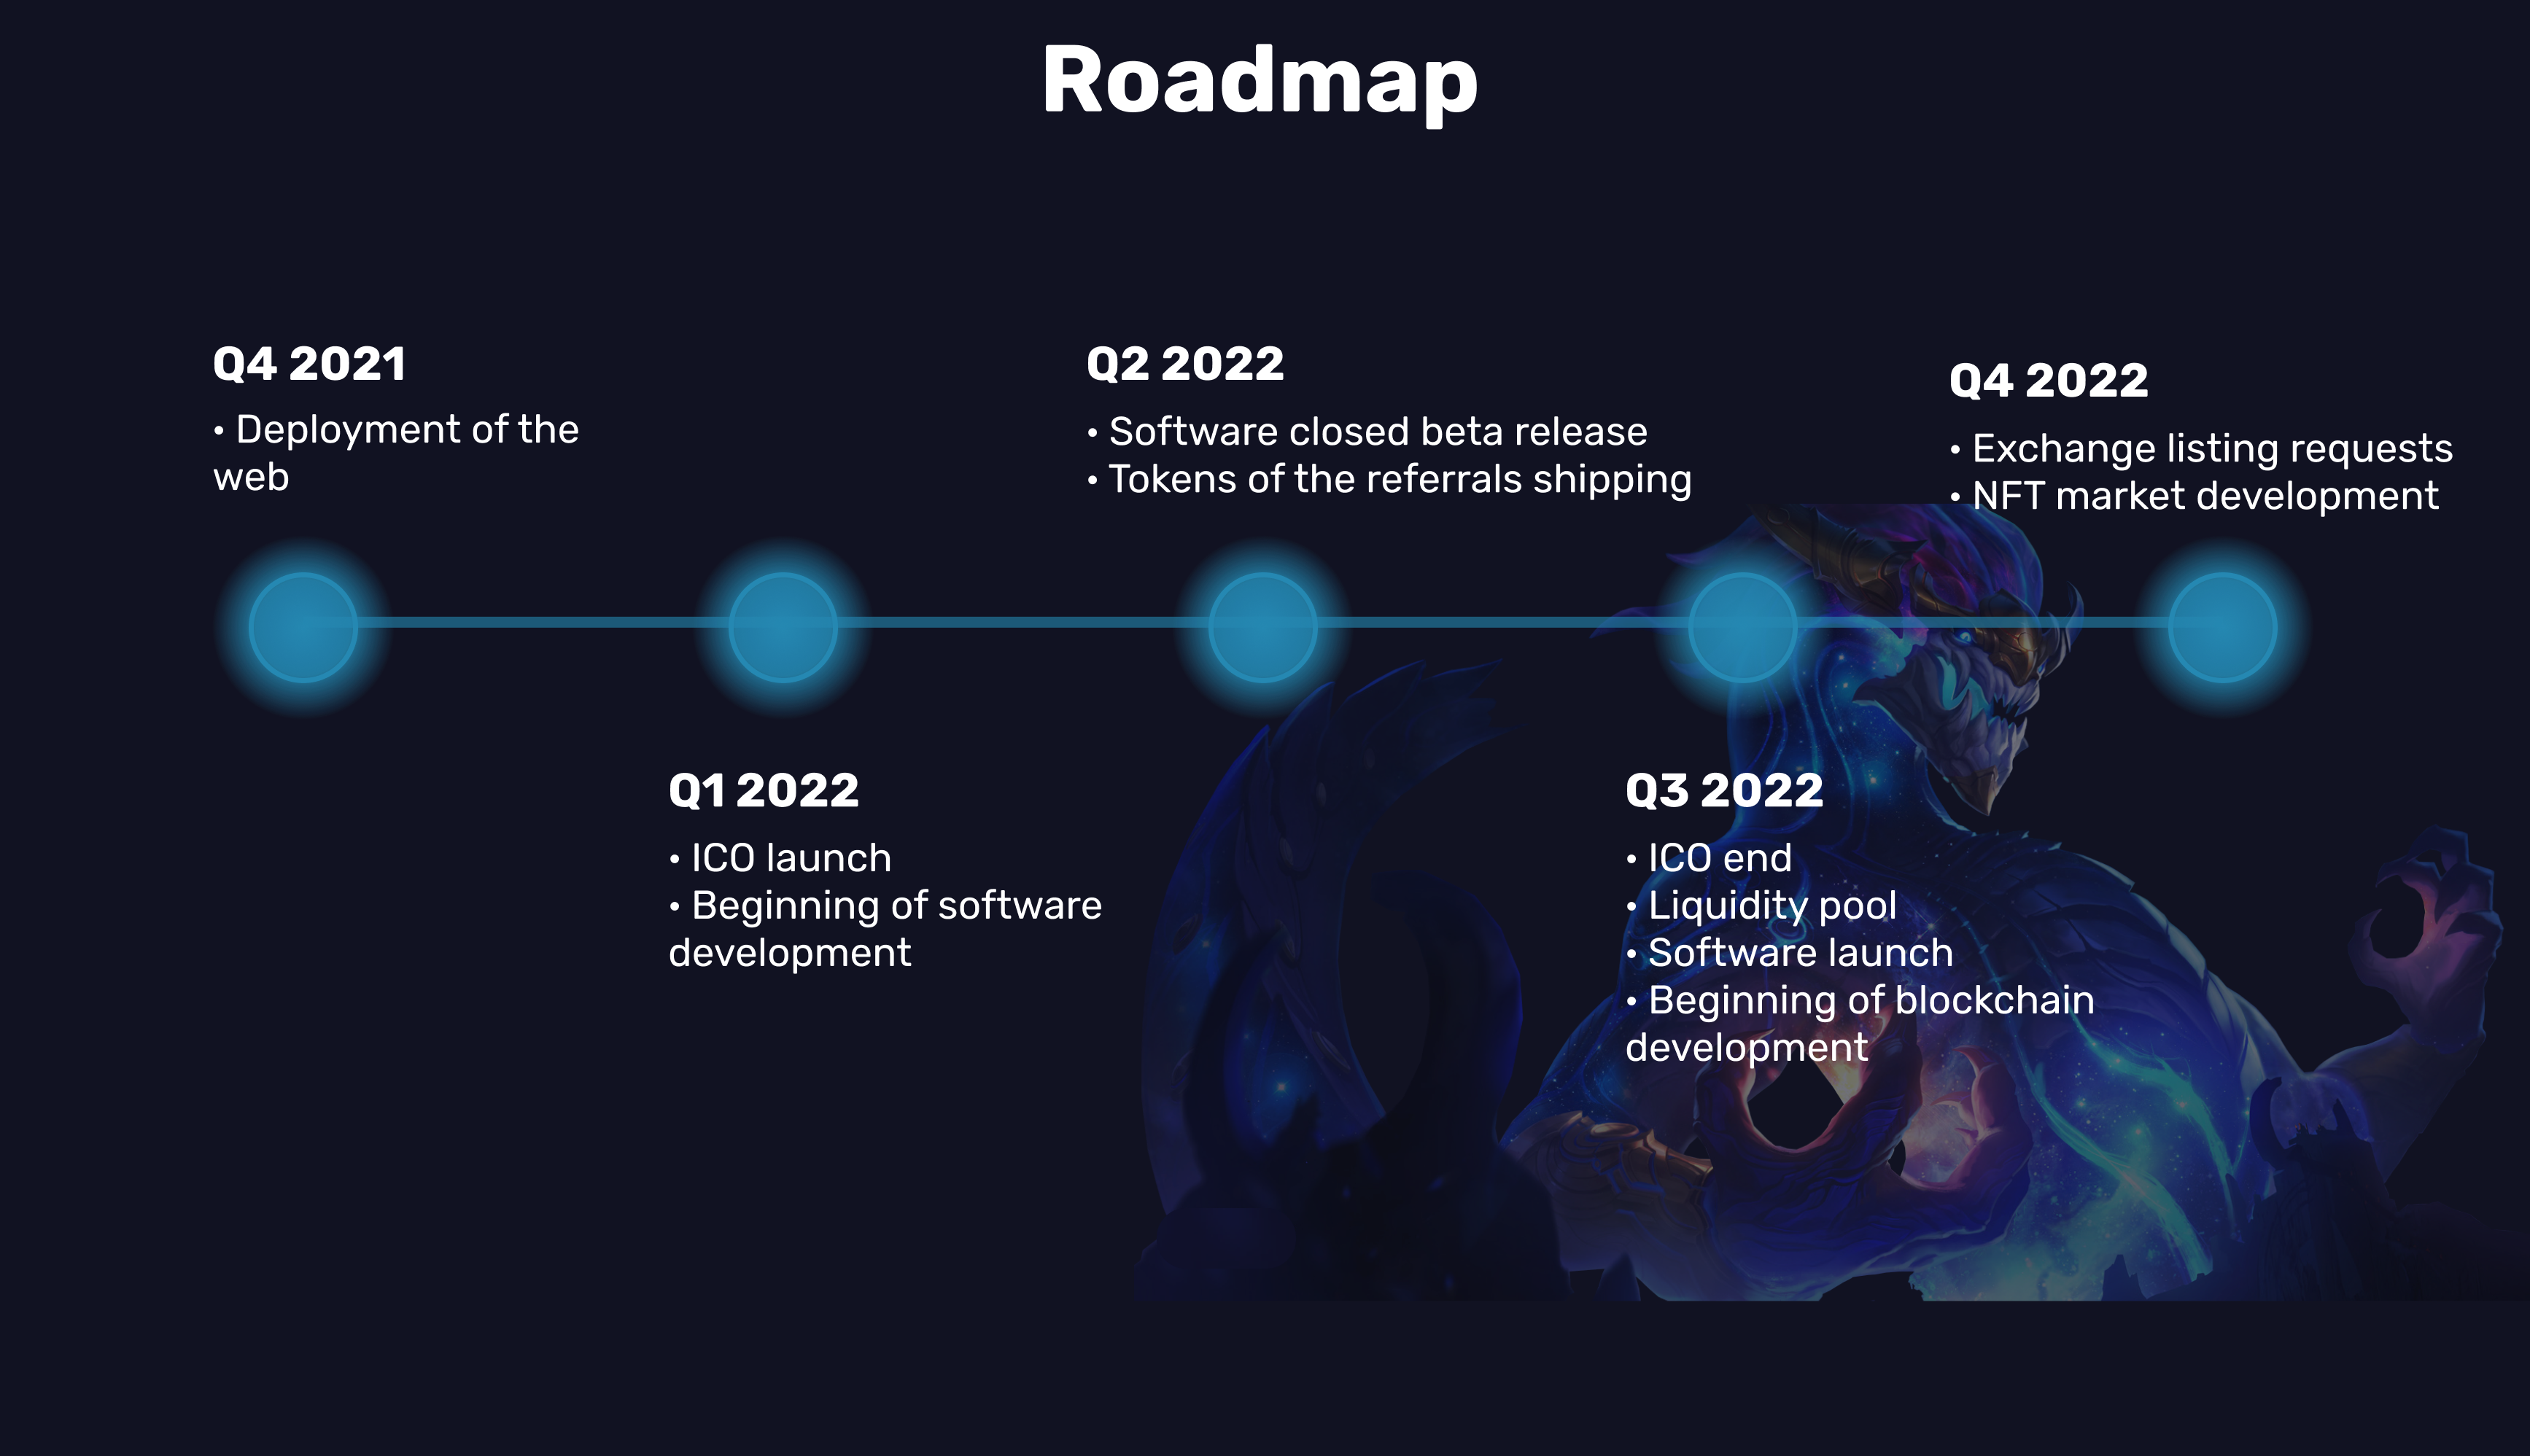 Roadmap
Q4 2021
• Deployment of the
web
Q1 2022
• ICO launch
• Beginning of software
development
Q2 2022
• Software closed beta release
• Tokens of the referrals shipping
Q3 2022
• ICO end
• Liquidity pool
• Software launch
• Beginning of blockchain
development
Q4 2022
• Exchange listing requests
• NFT market development